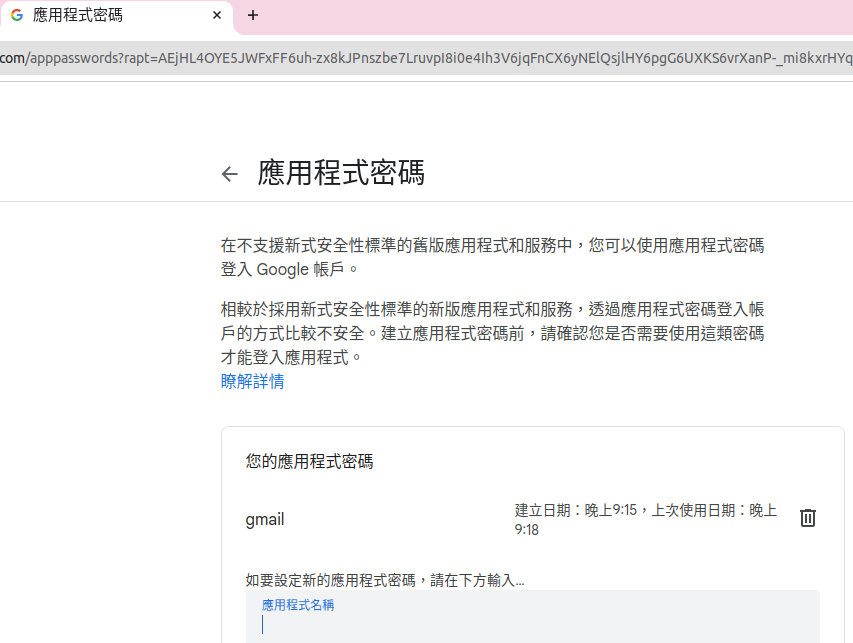 應用程式密碼
com/apppasswords?rapt=AEjHL4OYE5JWFxFF6uh-zx8kJPnszbe7LruvpI8i0e4Ih3V6jqFnCX6yNElQsjlHY6pgG6UXKS6vrXanP-_mi8kxrHYq
應用程式密碼
在不支援新式安全性標準的舊版應用程式和服務中，您可以使用應用程式密碼
登入 Google 帳戶。
相較於採用新式安全性標準的新版應用程式和服務，透過應用程式密碼登入帳
戶的方式比較不安全。建立應用程式密碼前，請確認您是否需要使用這類密碼
才能登入應用程式。
瞭解詳情
您的應用程式密碼
gmail
建立日期：晚上9:15，上次使用日期：晚上
9:18
如要設定新的應用程式密碼，請在下方輸入...
應用程式名稱